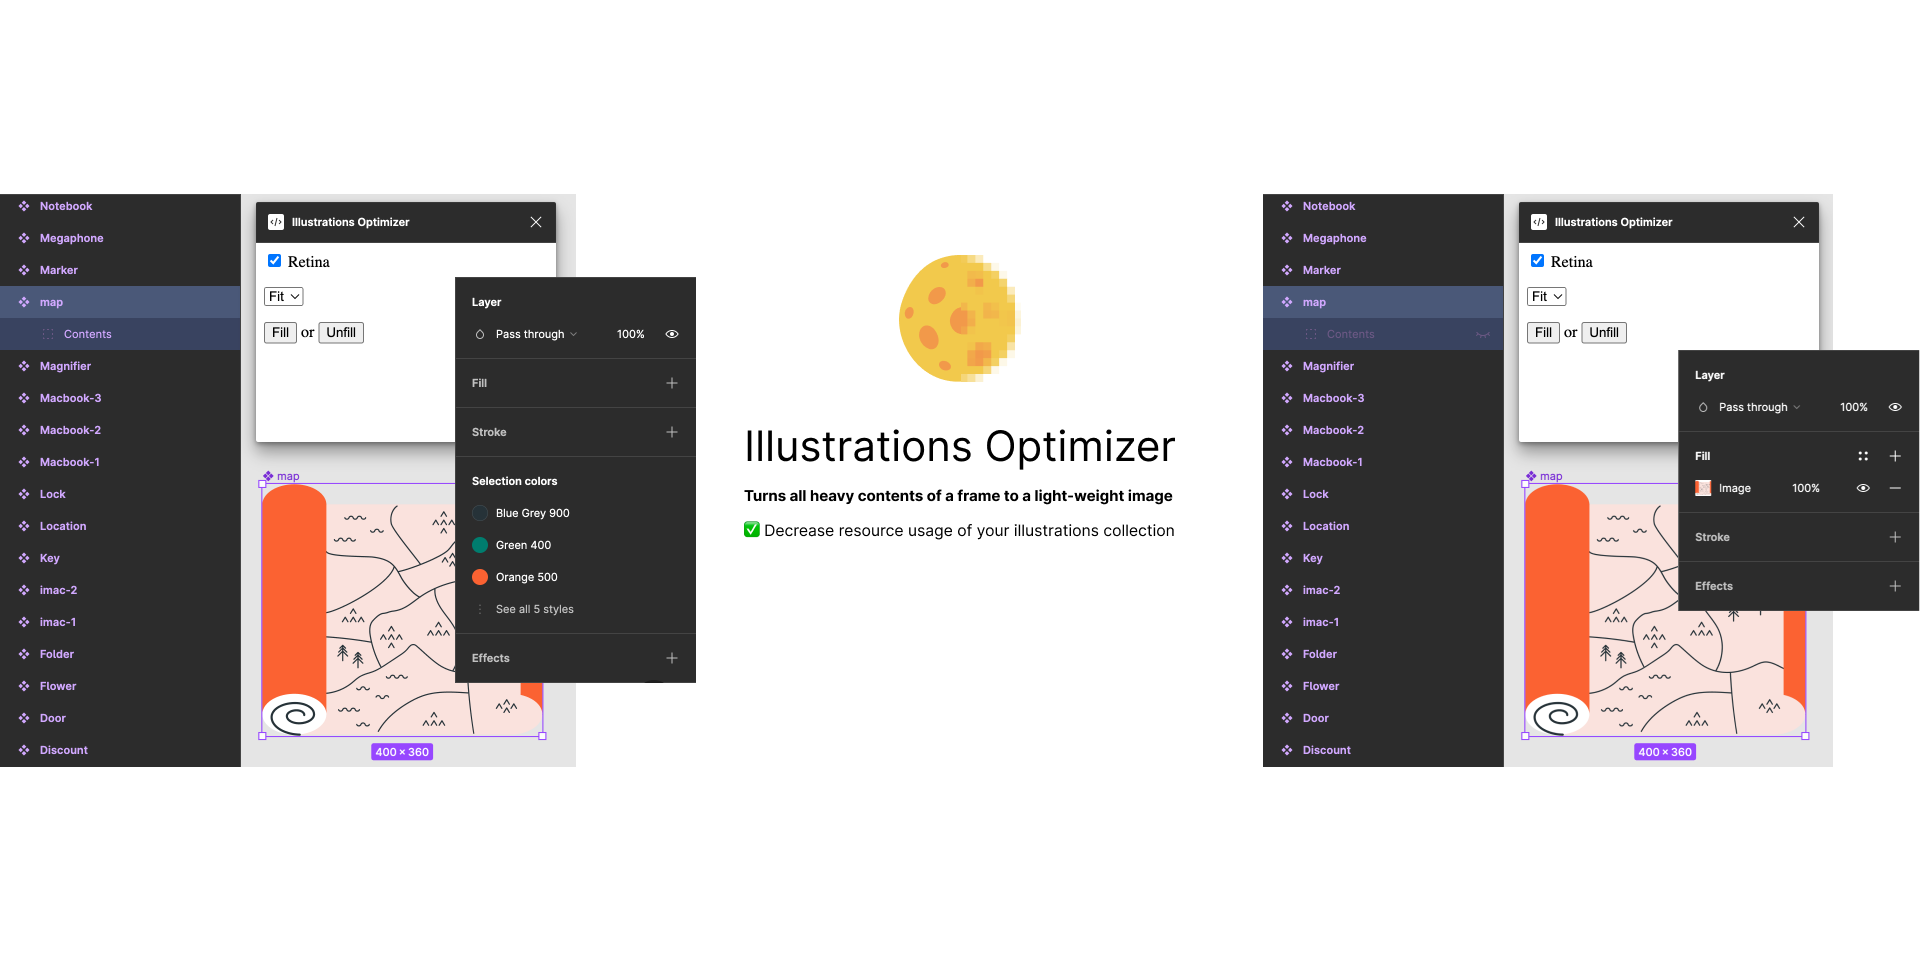 Notebook
Megaphone
Marker
map
Contents
Magnifier
Macbook-3
Macbook-2
Macbook-1
Lock
Location
Key
imac-2
imac-1
Folder
Flower
Door
Discount
</> Illustrations Optimizer
Retina
Fit
Fill or Unfill
map
400 × 360
Layer
Pass through 100%
Fill
Stroke
Selection colors
Blue Grey 900
Green 400
Orange 500
See all 5 styles
Effects
Illustrations Optimizer
Turns all heavy contents of a frame to a light-weight image
✅ Decrease resource usage of your illustrations collection
Notebook
Megaphone
Marker
map
Contents
Magnifier
Macbook-3
Macbook-2
Macbook-1
Lock
Location
Key
imac-2
imac-1
Folder
Flower
Door
Discount
</> Illustrations Optimizer
Retina
Fit
Fill or Unfill
map
400 × 360
Layer
Pass through 100%
Fill
Image 100%
Stroke
Effects